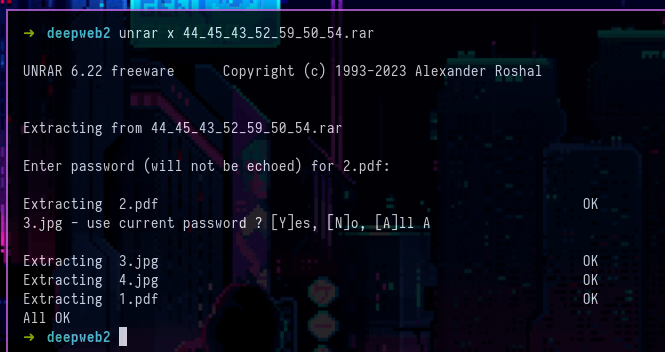 ➜ deepweb2 unrar x 44_45_43_52_59_50_54.rar
UNRAR 6.22 freeware Copyright (c) 1993-2023 Alexander Roshal
Extracting from 44_45_43_52_59_50_54.rar
Enter password (will not be echoed) for 2.pdf:
Extracting 2.pdf OK
3.jpg - use current password ? [Y]es, [N]o, [A]ll A
Extracting 3.jpg OK
Extracting 4.jpg OK
Extracting 1.pdf OK
All OK
➜ deepweb2